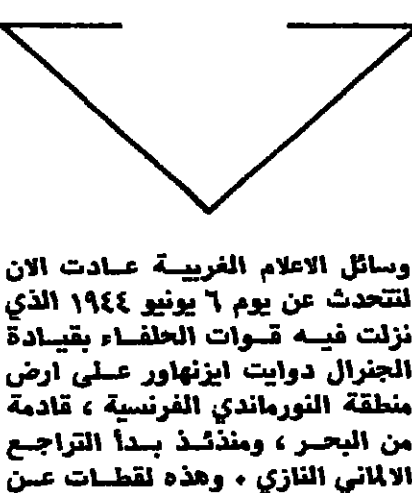 وسائل الاعلام الغربية عادت الان
لتتحدث عن يوم ٦ يونيو ١٩٤٤ الذي
نزلت فيه قوات الحلفاء بقيادة
الجنرال دوايت ايزنهاور على ارض
منطقة النورماندي الفرنسية ، قادمة
من البحر ، ومنذئذ بدأ التراجع
الالماني النازي . وهذه لقطات عن